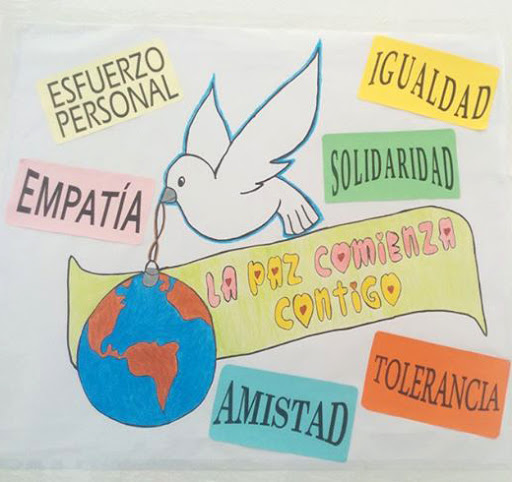 ESFUERZO
PERSONAL
IGUALDAD
EMPATÍA
SOLIDARIDAD
LA PAZ COMIENZA
CONTIGO
AMISTAD
TOLERANCIA